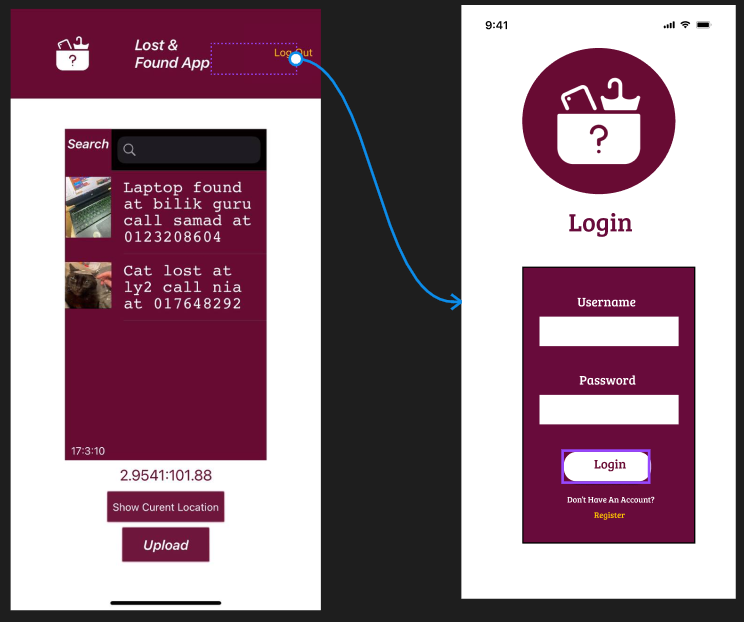 Lost &
Found App
Log Out
Search
Laptop found
at bilik guru
call samad at
0123208604
Cat lost at
ly2 call nia
at 017648292
17:3:10
2.9541:101.88
Show Curent Location
Upload
9:41
?
Login
Username
Password
Login
Don't Have An Account?
Register